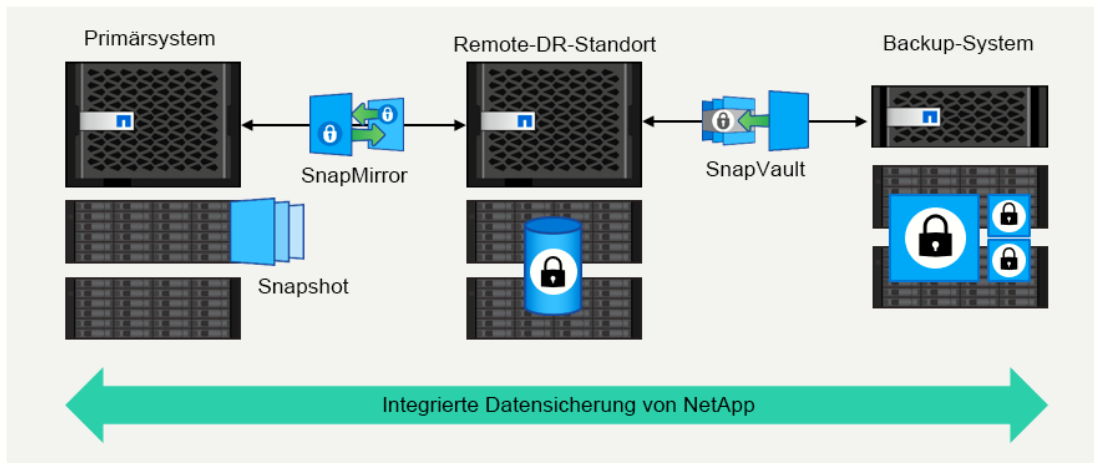 Primärsystem
Remote-DR-Standort
Backup-System
SnapMirror
SnapVault
Snapshot
Integrierte Datensicherung von NetApp